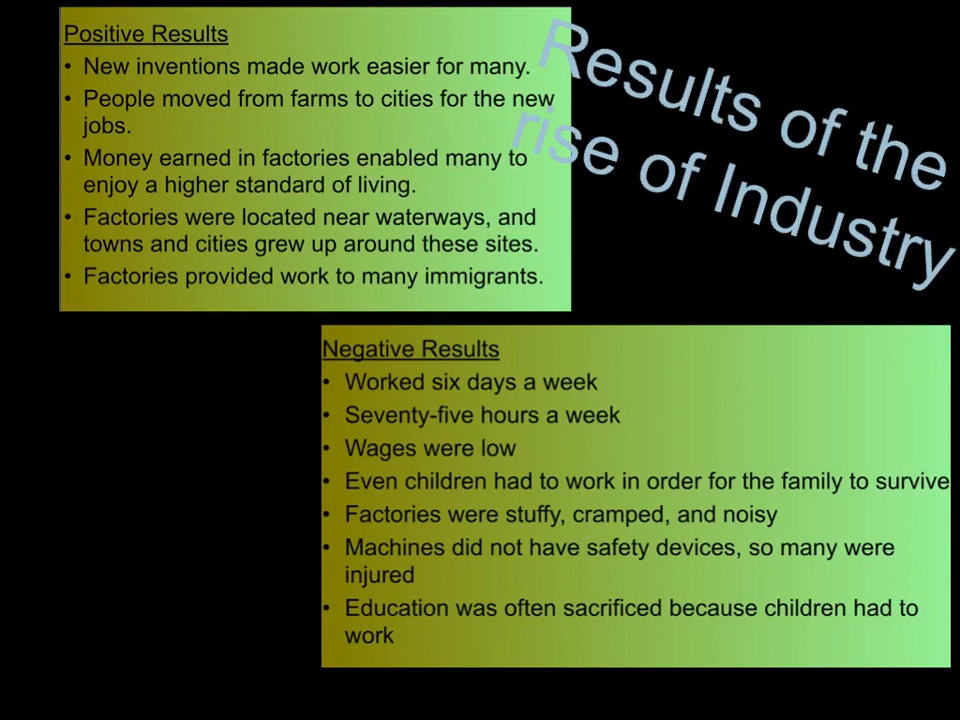 Results of the
rise of Industry
Positive Results
• New inventions made work easier for many.
• People moved from farms to cities for the new
jobs.
• Money earned in factories enabled many to
enjoy a higher standard of living.
• Factories were located near waterways, and
towns and cities grew up around these sites.
• Factories provided work to many immigrants.
Negative Results
• Worked six days a week
• Seventy-five hours a week
• Wages were low
• Even children had to work in order for the family to survive
• Factories were stuffy, cramped, and noisy
• Machines did not have safety devices, so many were
injured
• Education was often sacrificed because children had to
work